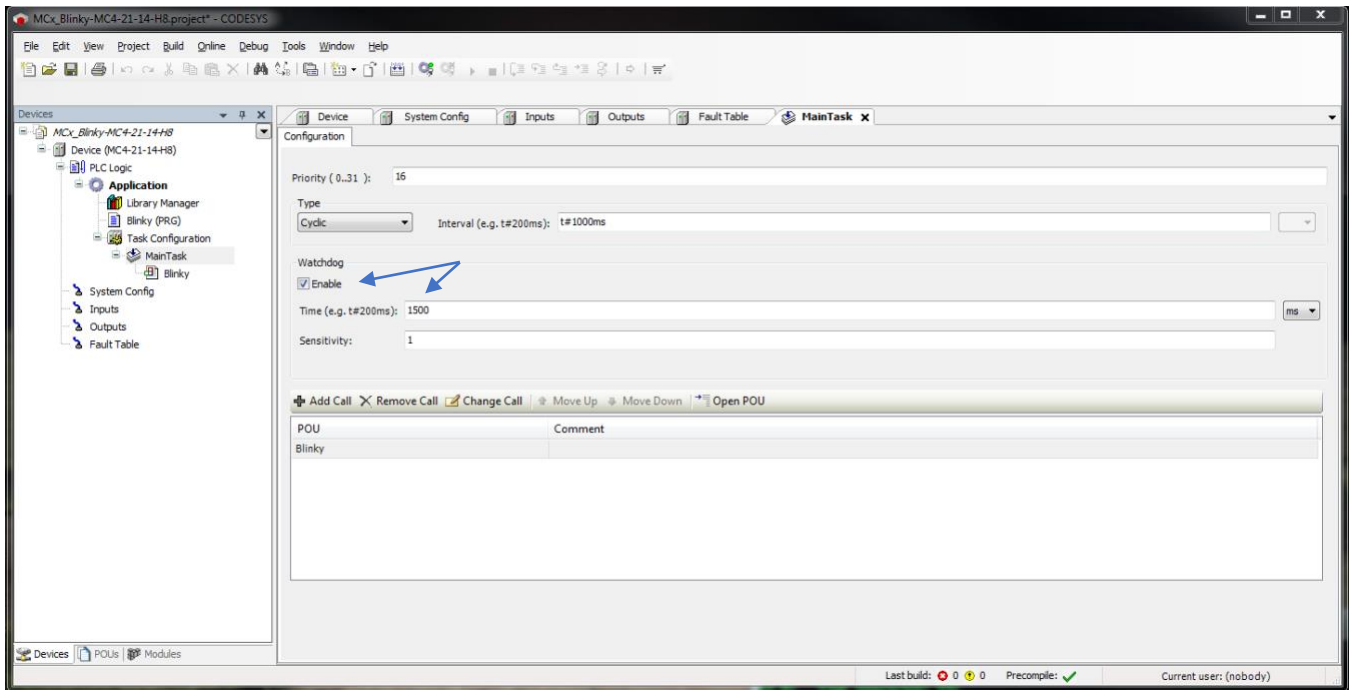 MCx_Blinky-MC4-21-14-H8.project* - CODESYS
File Edit View Project Build Online Debug Tools Window Help
Devices
MCx_Blinky-MC4-21-14-H8
Device (MC4-21-14-H8)
PLC Logic
Application
Library Manager
Blinky (PRG)
Task Configuration
MainTask
Blinky
System Config
Inputs
Outputs
Fault Table
Devices POUs Modules
Device System Config Inputs Outputs Fault Table MainTask X
Configuration
Priority ( 0..31 ): 16
Type
Cyclic Interval (e.g. t#200ms): t#1000ms
Watchdog
Enable
Time (e.g. t#200ms): 1500 ms
Sensitivity: 1
Add Call Remove Call Change Call Move Up Move Down Open POU
POU Comment
Blinky
Last build: 0 0 Precompile: Current user: (nobody)